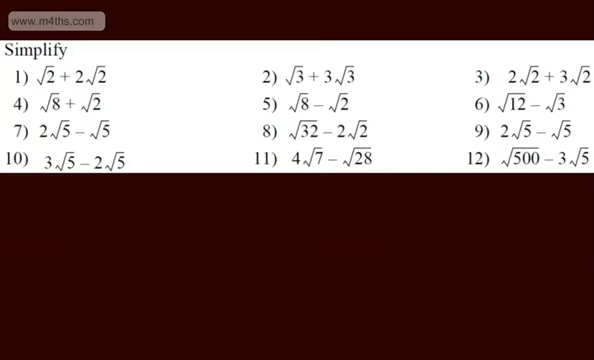 www.m4ths.com
Simplify
1) √2 + 2√2 2) √3 + 3√3 3) 2√2 + 3√2
4) √8 + √2 5) √8 − √2 6) √12 − √3
7) 2√5 − √5 8) √32 − 2√2 9) 2√5 − √5
10) 3√5 − 2√5 11) 4√7 − √28 12) √500 − 3√5